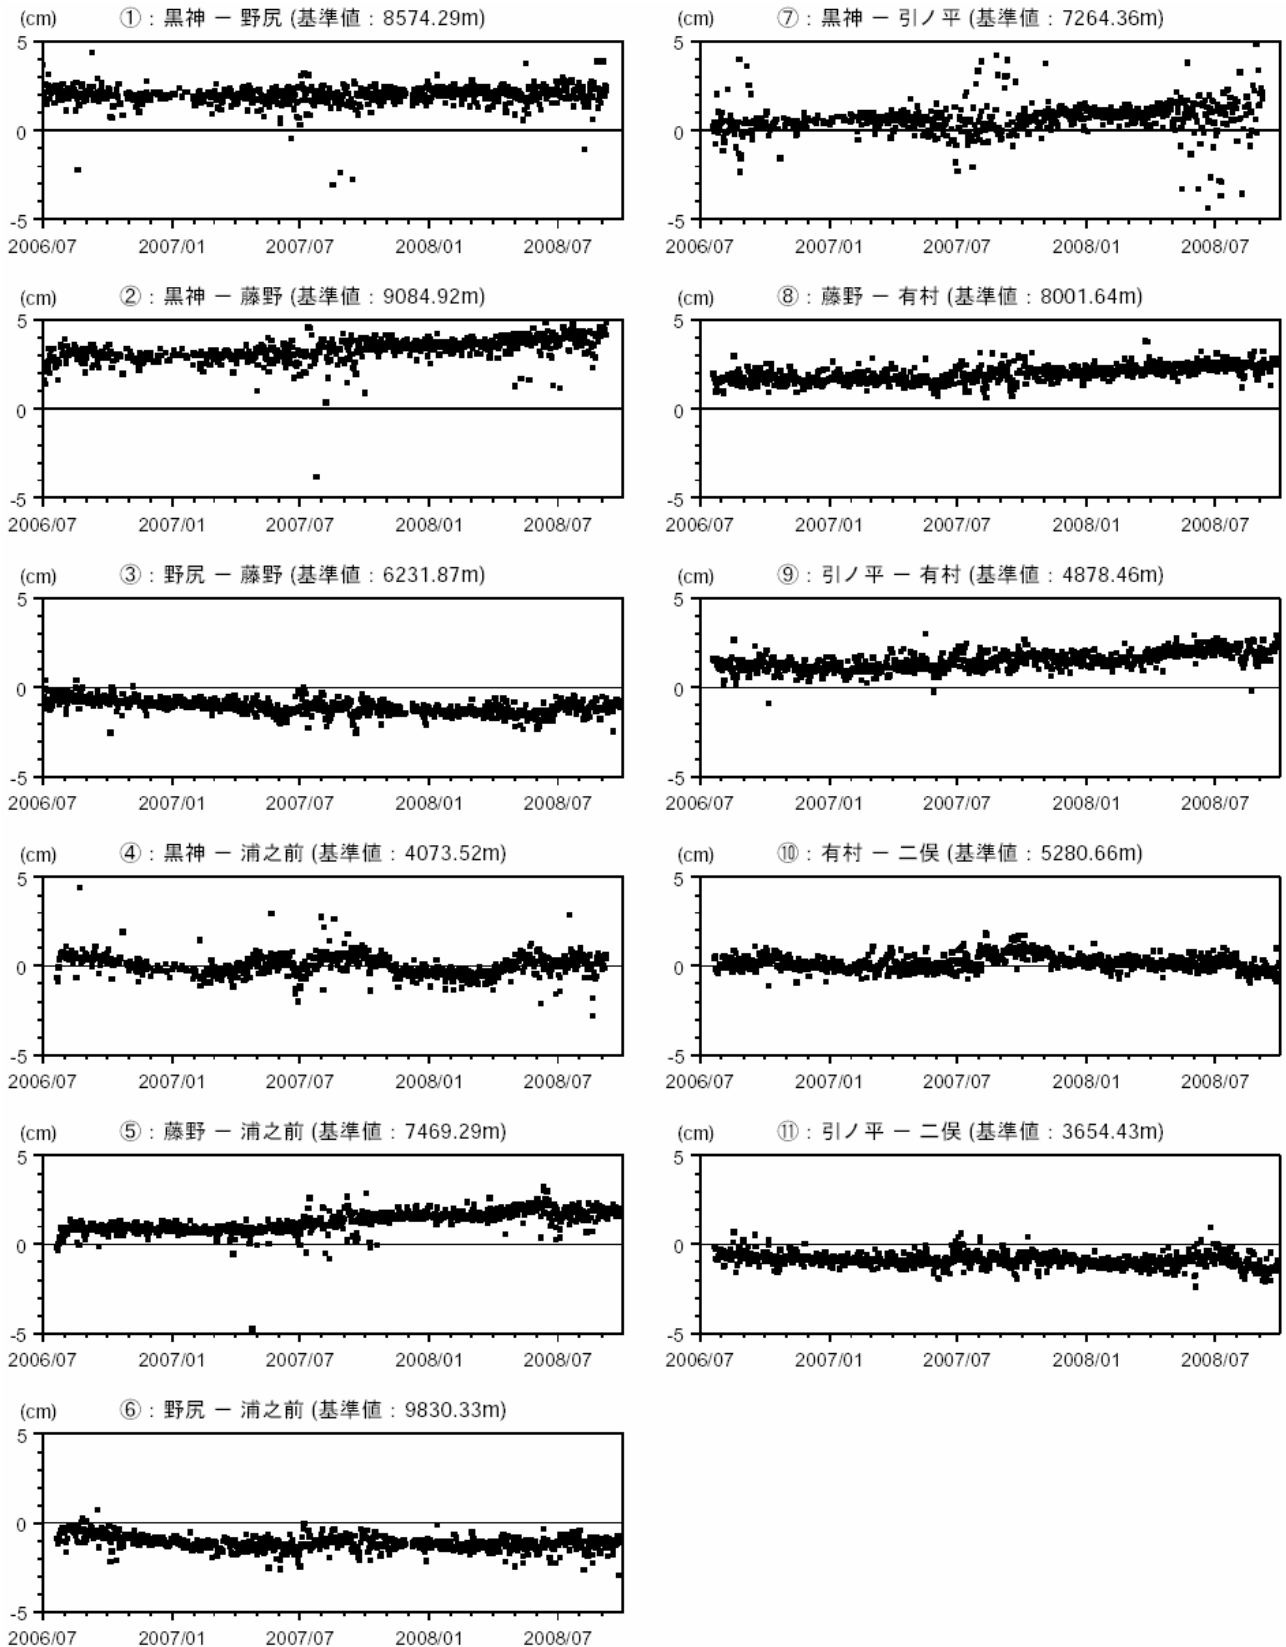 (cm) ①：黒神 － 野尻 (基準値：8574.29m)
5
0
-5
2006/07 2007/01 2007/07 2008/01 2008/07
(cm) ②：黒神 － 藤野 (基準値：9084.92m)
5
0
-5
2006/07 2007/01 2007/07 2008/01 2008/07
(cm) ③：野尻 － 藤野 (基準値：6231.87m)
5
0
-5
2006/07 2007/01 2007/07 2008/01 2008/07
(cm) ④：黒神 － 浦之前 (基準値：4073.52m)
5
0
-5
2006/07 2007/01 2007/07 2008/01 2008/07
(cm) ⑤：藤野 － 浦之前 (基準値：7469.29m)
5
0
-5
2006/07 2007/01 2007/07 2008/01 2008/07
(cm) ⑥：野尻 － 浦之前 (基準値：9830.33m)
5
0
-5
2006/07 2007/01 2007/07 2008/01 2008/07
(cm) ⑦：黒神 － 引ノ平 (基準値：7264.36m)
5
0
-5
2006/07 2007/01 2007/07 2008/01 2008/07
(cm) ⑧：藤野 － 有村 (基準値：8001.64m)
5
0
-5
2006/07 2007/01 2007/07 2008/01 2008/07
(cm) ⑨：引ノ平 － 有村 (基準値：4878.46m)
5
0
-5
2006/07 2007/01 2007/07 2008/01 2008/07
(cm) ⑩：有村 － 二俣 (基準値：5280.66m)
5
0
-5
2006/07 2007/01 2007/07 2008/01 2008/07
(cm) ⑪：引ノ平 － 二俣 (基準値：3654.43m)
5
0
-5
2006/07 2007/01 2007/07 2008/01 2008/07